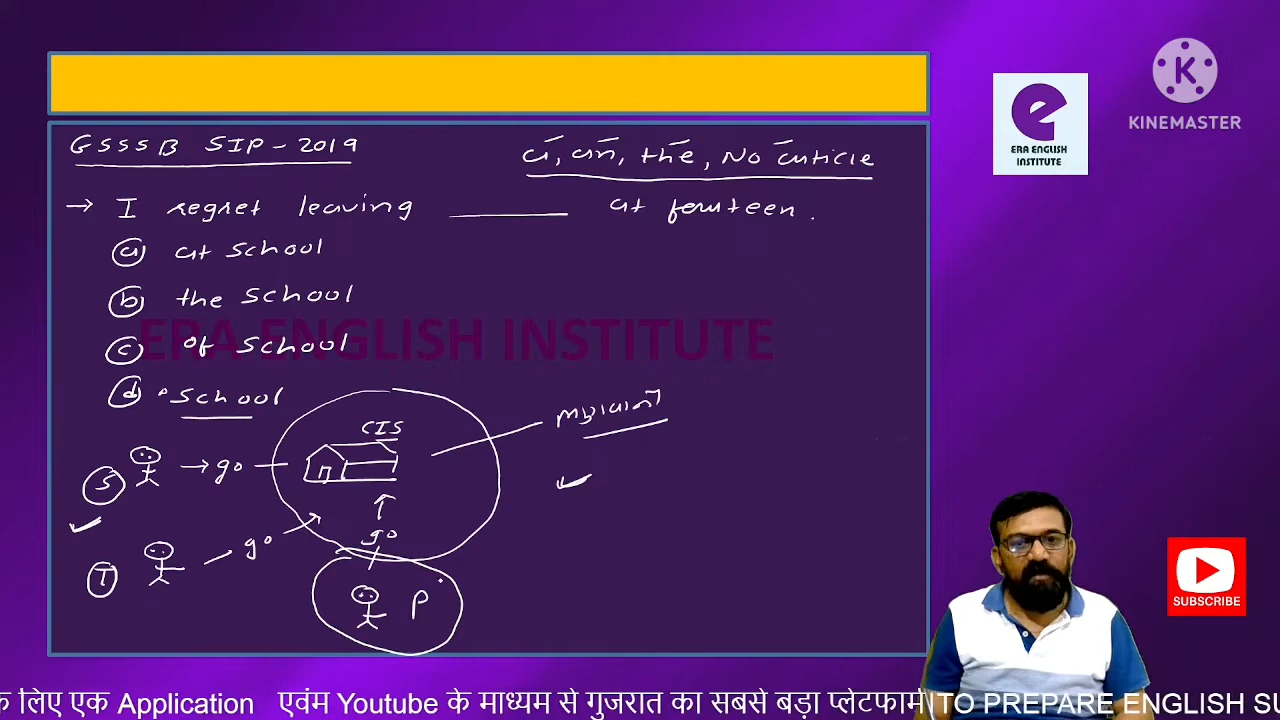 GSSSB SIP - 2019
a, an, the, No article
→ I regret leaving ______ at fourteen.
(a) at school
(b) the school
(c) of school
(d) school
ERA ENGLISH INSTITUTE
CIS
S → go
go
T go
P
e
ERA ENGLISH
INSTITUTE
K
KINEMASTER
SUBSCRIBE
के लिए एक Application एवंम Youtube के माध्यम से गुजरात का सबसे बड़ा प्लेटफार्म TO PREPARE ENGLISH SU